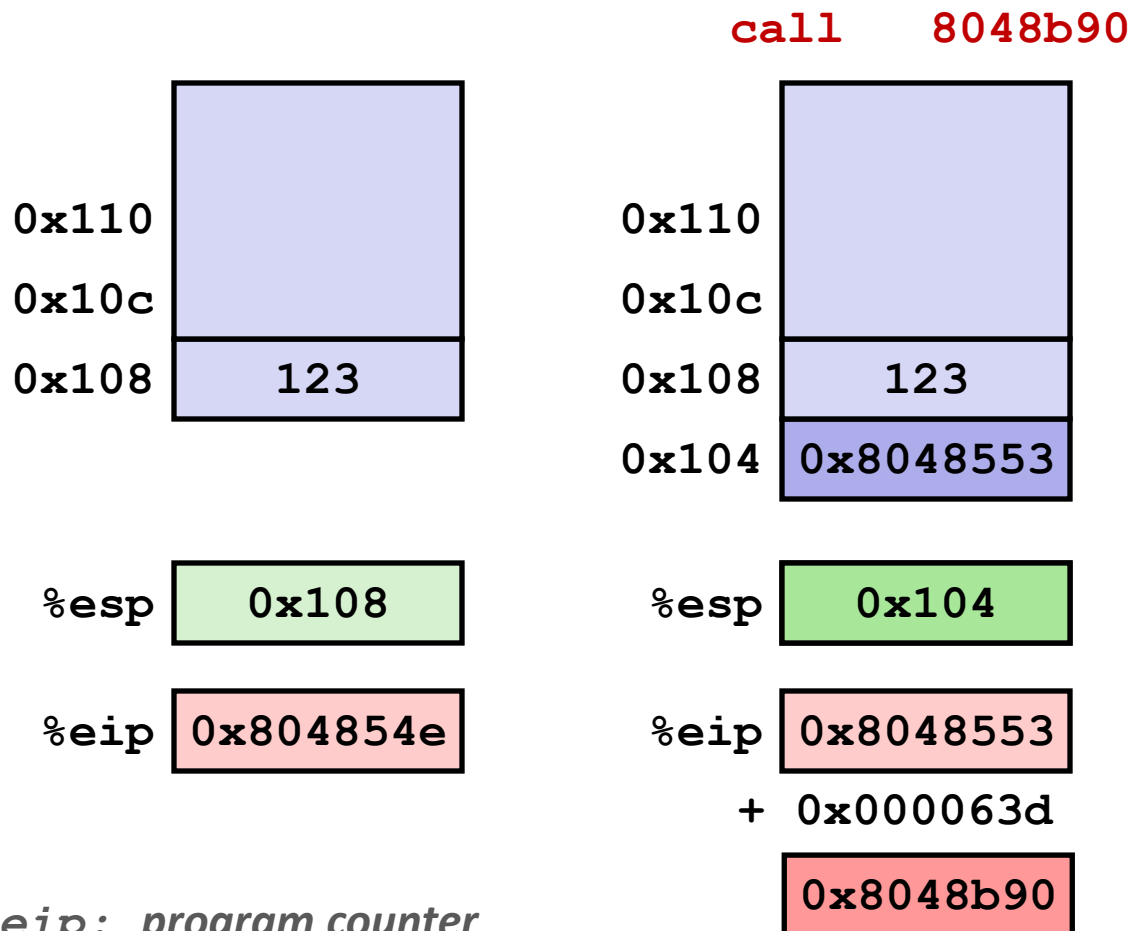 call 8048b90
0x110 0x110
0x10c 0x10c
0x108 123 0x108 123
0x104 0x8048553
%esp 0x108 %esp 0x104
%eip 0x804854e %eip 0x8048553
+ 0x000063d
0x8048b90
eip: program counter